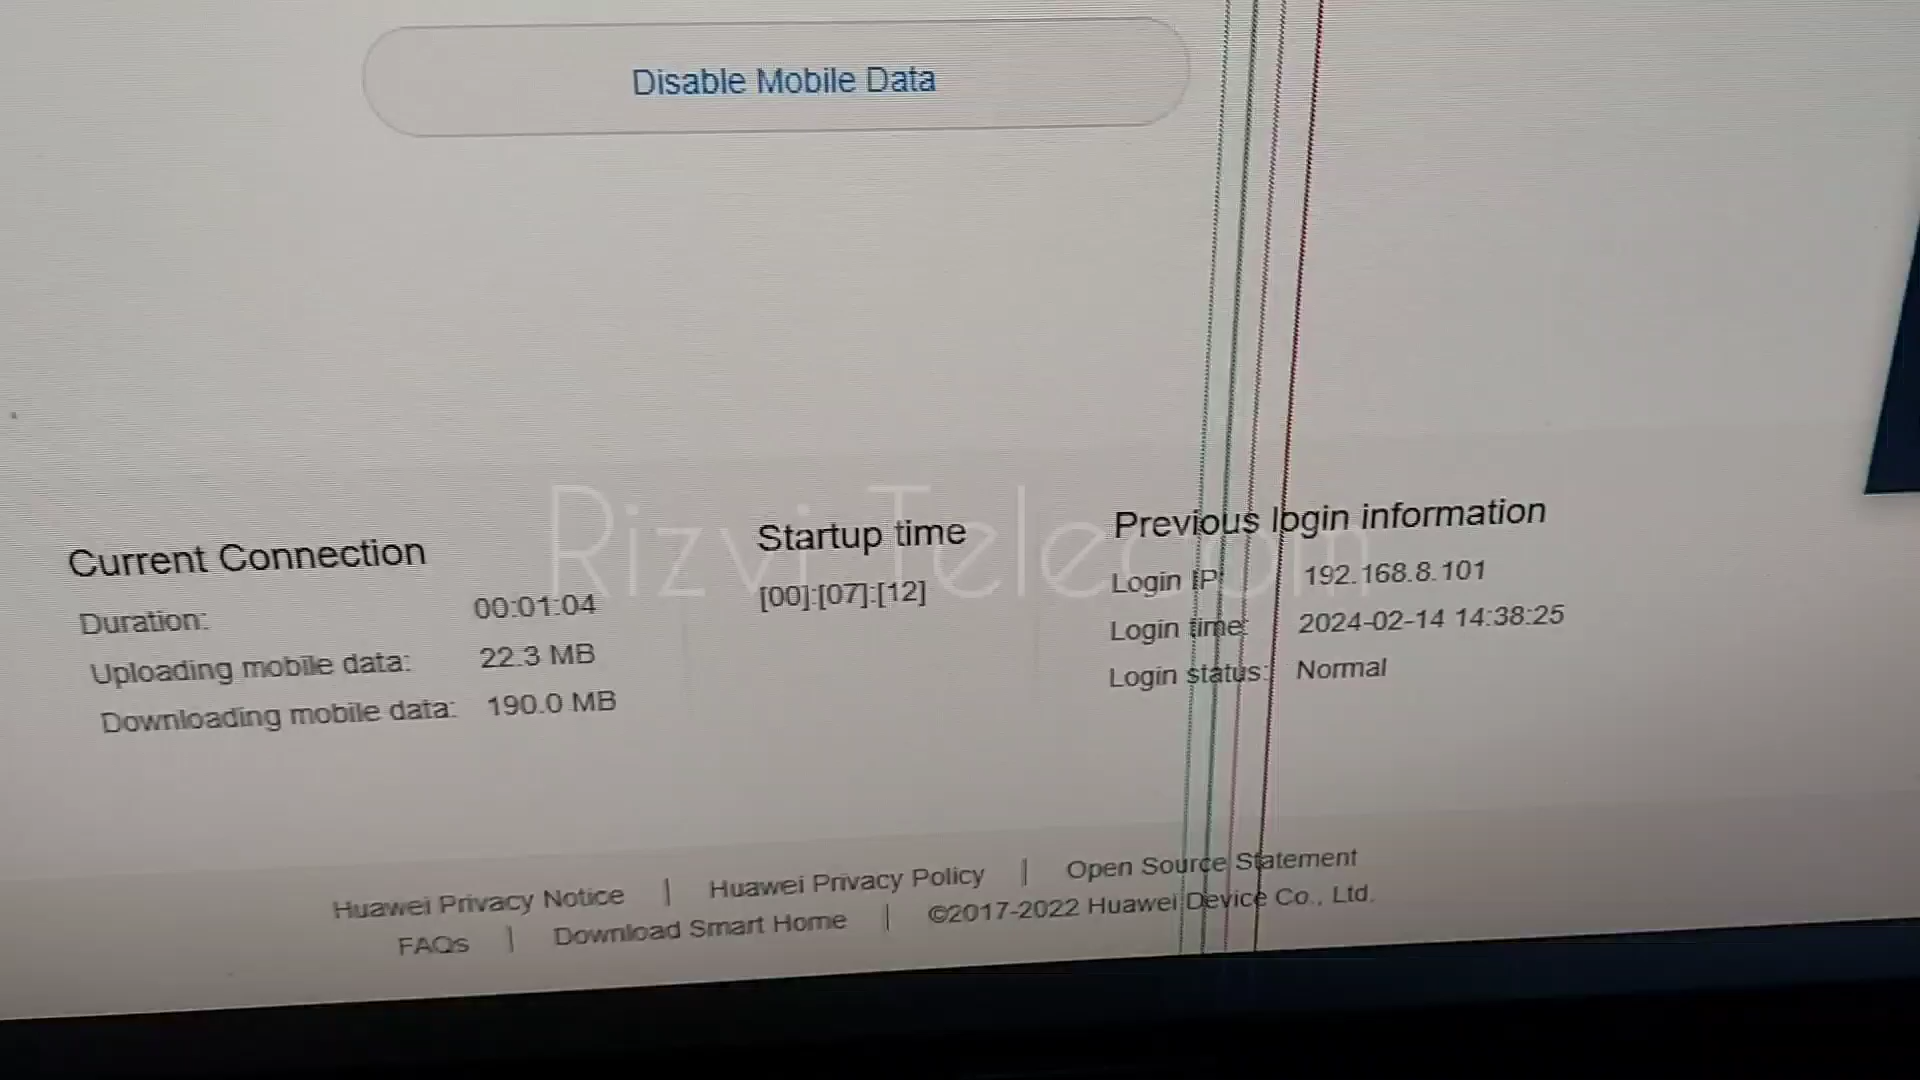 Disable Mobile Data
Rizvi Telecom
Current Connection
Duration: 00:01:04
Uploading mobile data: 22.3 MB
Downloading mobile data: 190.0 MB
Startup time
[00]:[07]:[12]
Previous login information
Login IP: 192.168.8.101
Login time: 2024-02-14 14:38:25
Login status: Normal
Huawei Privacy Notice | Huawei Privacy Policy | Open Source Statement
FAQs | Download Smart Home | ©2017-2022 Huawei Device Co., Ltd.